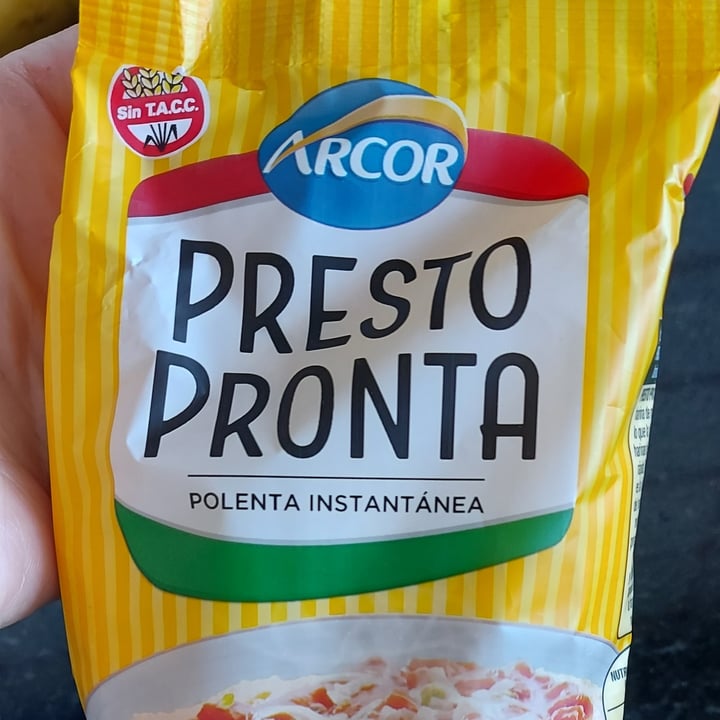 Sin T.A.C.C.
ARCOR
PRESTO
PRONTA
POLENTA INSTANTÁNEA